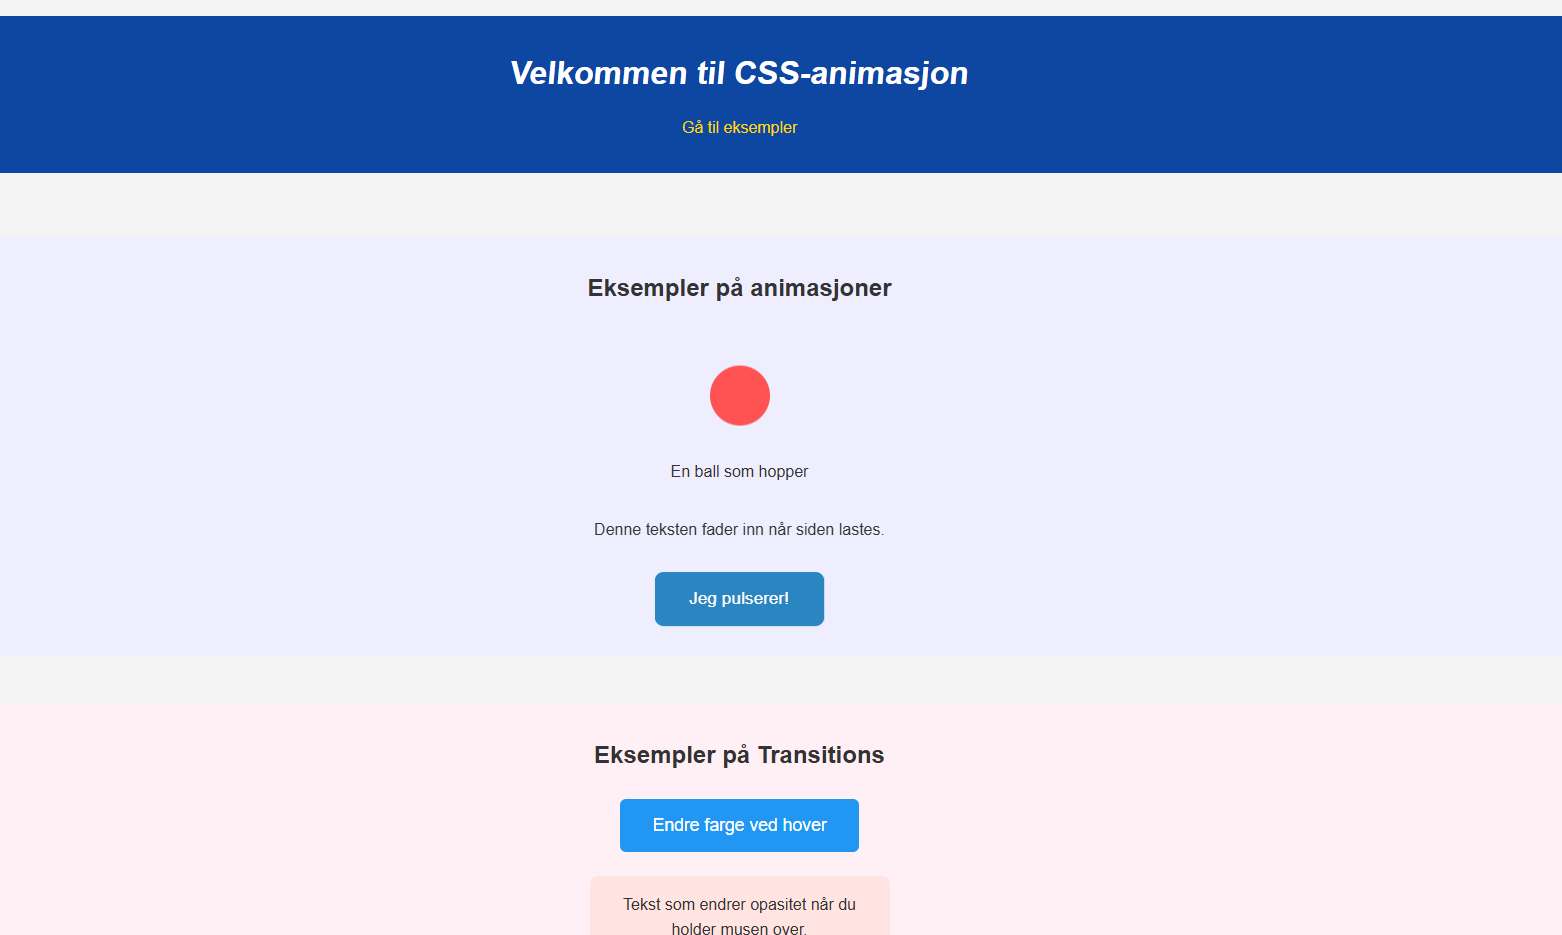 Velkommen til CSS-animasjon
Gå til eksempler
Eksempler på animasjoner
En ball som hopper
Denne teksten fader inn når siden lastes.
Jeg pulserer!
Eksempler på Transitions
Endre farge ved hover
Tekst som endrer opasitet når du
holder musen over.